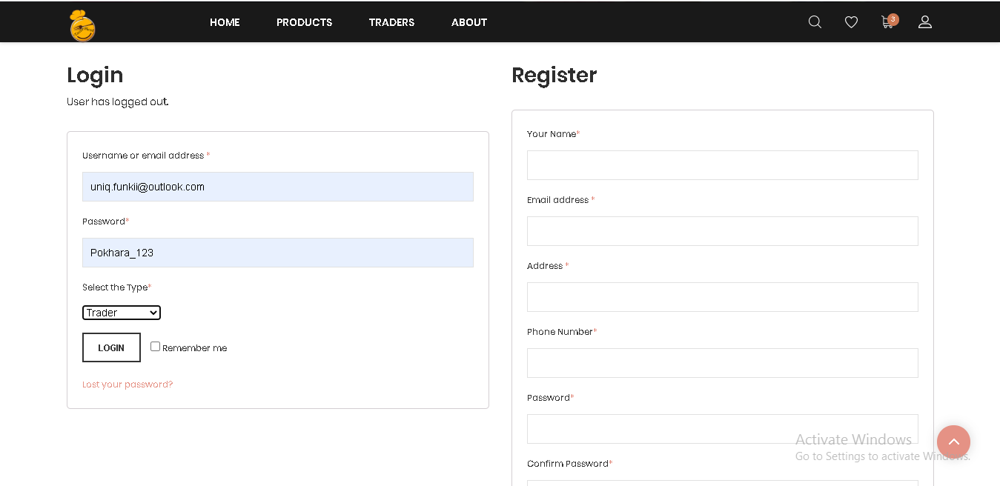 HOME PRODUCTS TRADERS ABOUT
3
Login
User has logged out.
Username or email address *
uniq.funkii@outlook.com
Password*
Pokhara_123
Select the Type*
Trader
LOGIN Remember me
Lost your password?
Register
Your Name*
Email address *
Address *
Phone Number*
Password*
Confirm Password*
Activate Windows
Go to Settings to activate Windows.